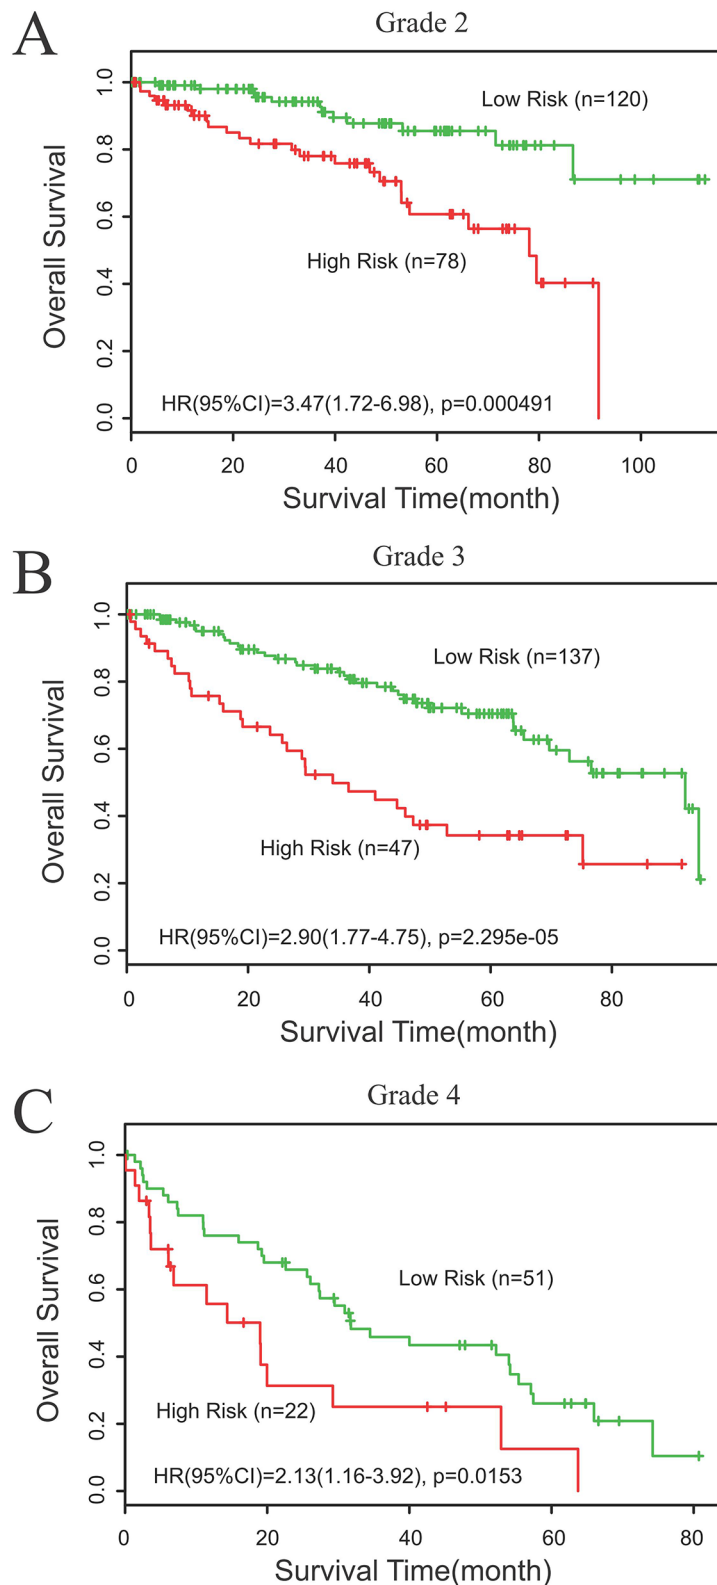 A
Grade 2
Overall Survival
1.0
0.8
0.6
0.4
0.2
0.0
Low Risk (n=120)
High Risk (n=78)
HR(95%CI)=3.47(1.72-6.98), p=0.000491
0 20 40 60 80 100
Survival Time(month)
B
Grade 3
Overall Survival
1.0
0.8
0.6
0.4
0.2
0.0
Low Risk (n=137)
High Risk (n=47)
HR(95%CI)=2.90(1.77-4.75), p=2.295e-05
0 20 40 60 80
Survival Time(month)
C
Grade 4
Overall Survival
1.0
0.8
0.6
0.4
0.2
0.0
Low Risk (n=51)
High Risk (n=22)
HR(95%CI)=2.13(1.16-3.92), p=0.0153
0 20 40 60 80
Survival Time(month)